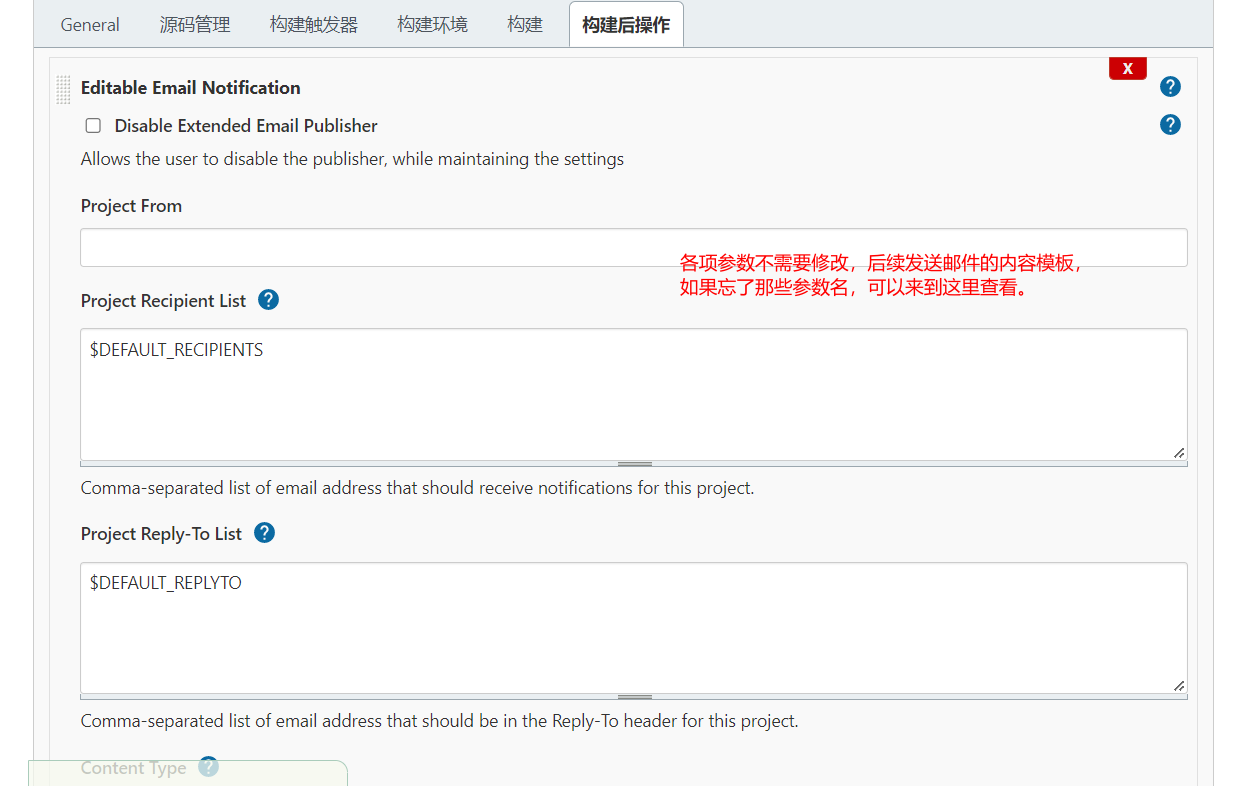 General 源码管理 构建触发器 构建环境 构建 构建后操作
X
Editable Email Notification ?
Disable Extended Email Publisher ?
Allows the user to disable the publisher, while maintaining the settings
Project From
各项参数不需要修改，后续发送邮件的内容模板，
如果忘了那些参数名，可以来到这里查看。
Project Recipient List ?
$DEFAULT_RECIPIENTS
Comma-separated list of email address that should receive notifications for this project.
Project Reply-To List ?
$DEFAULT_REPLYTO
Comma-separated list of email address that should be in the Reply-To header for this project.
Content Type ?